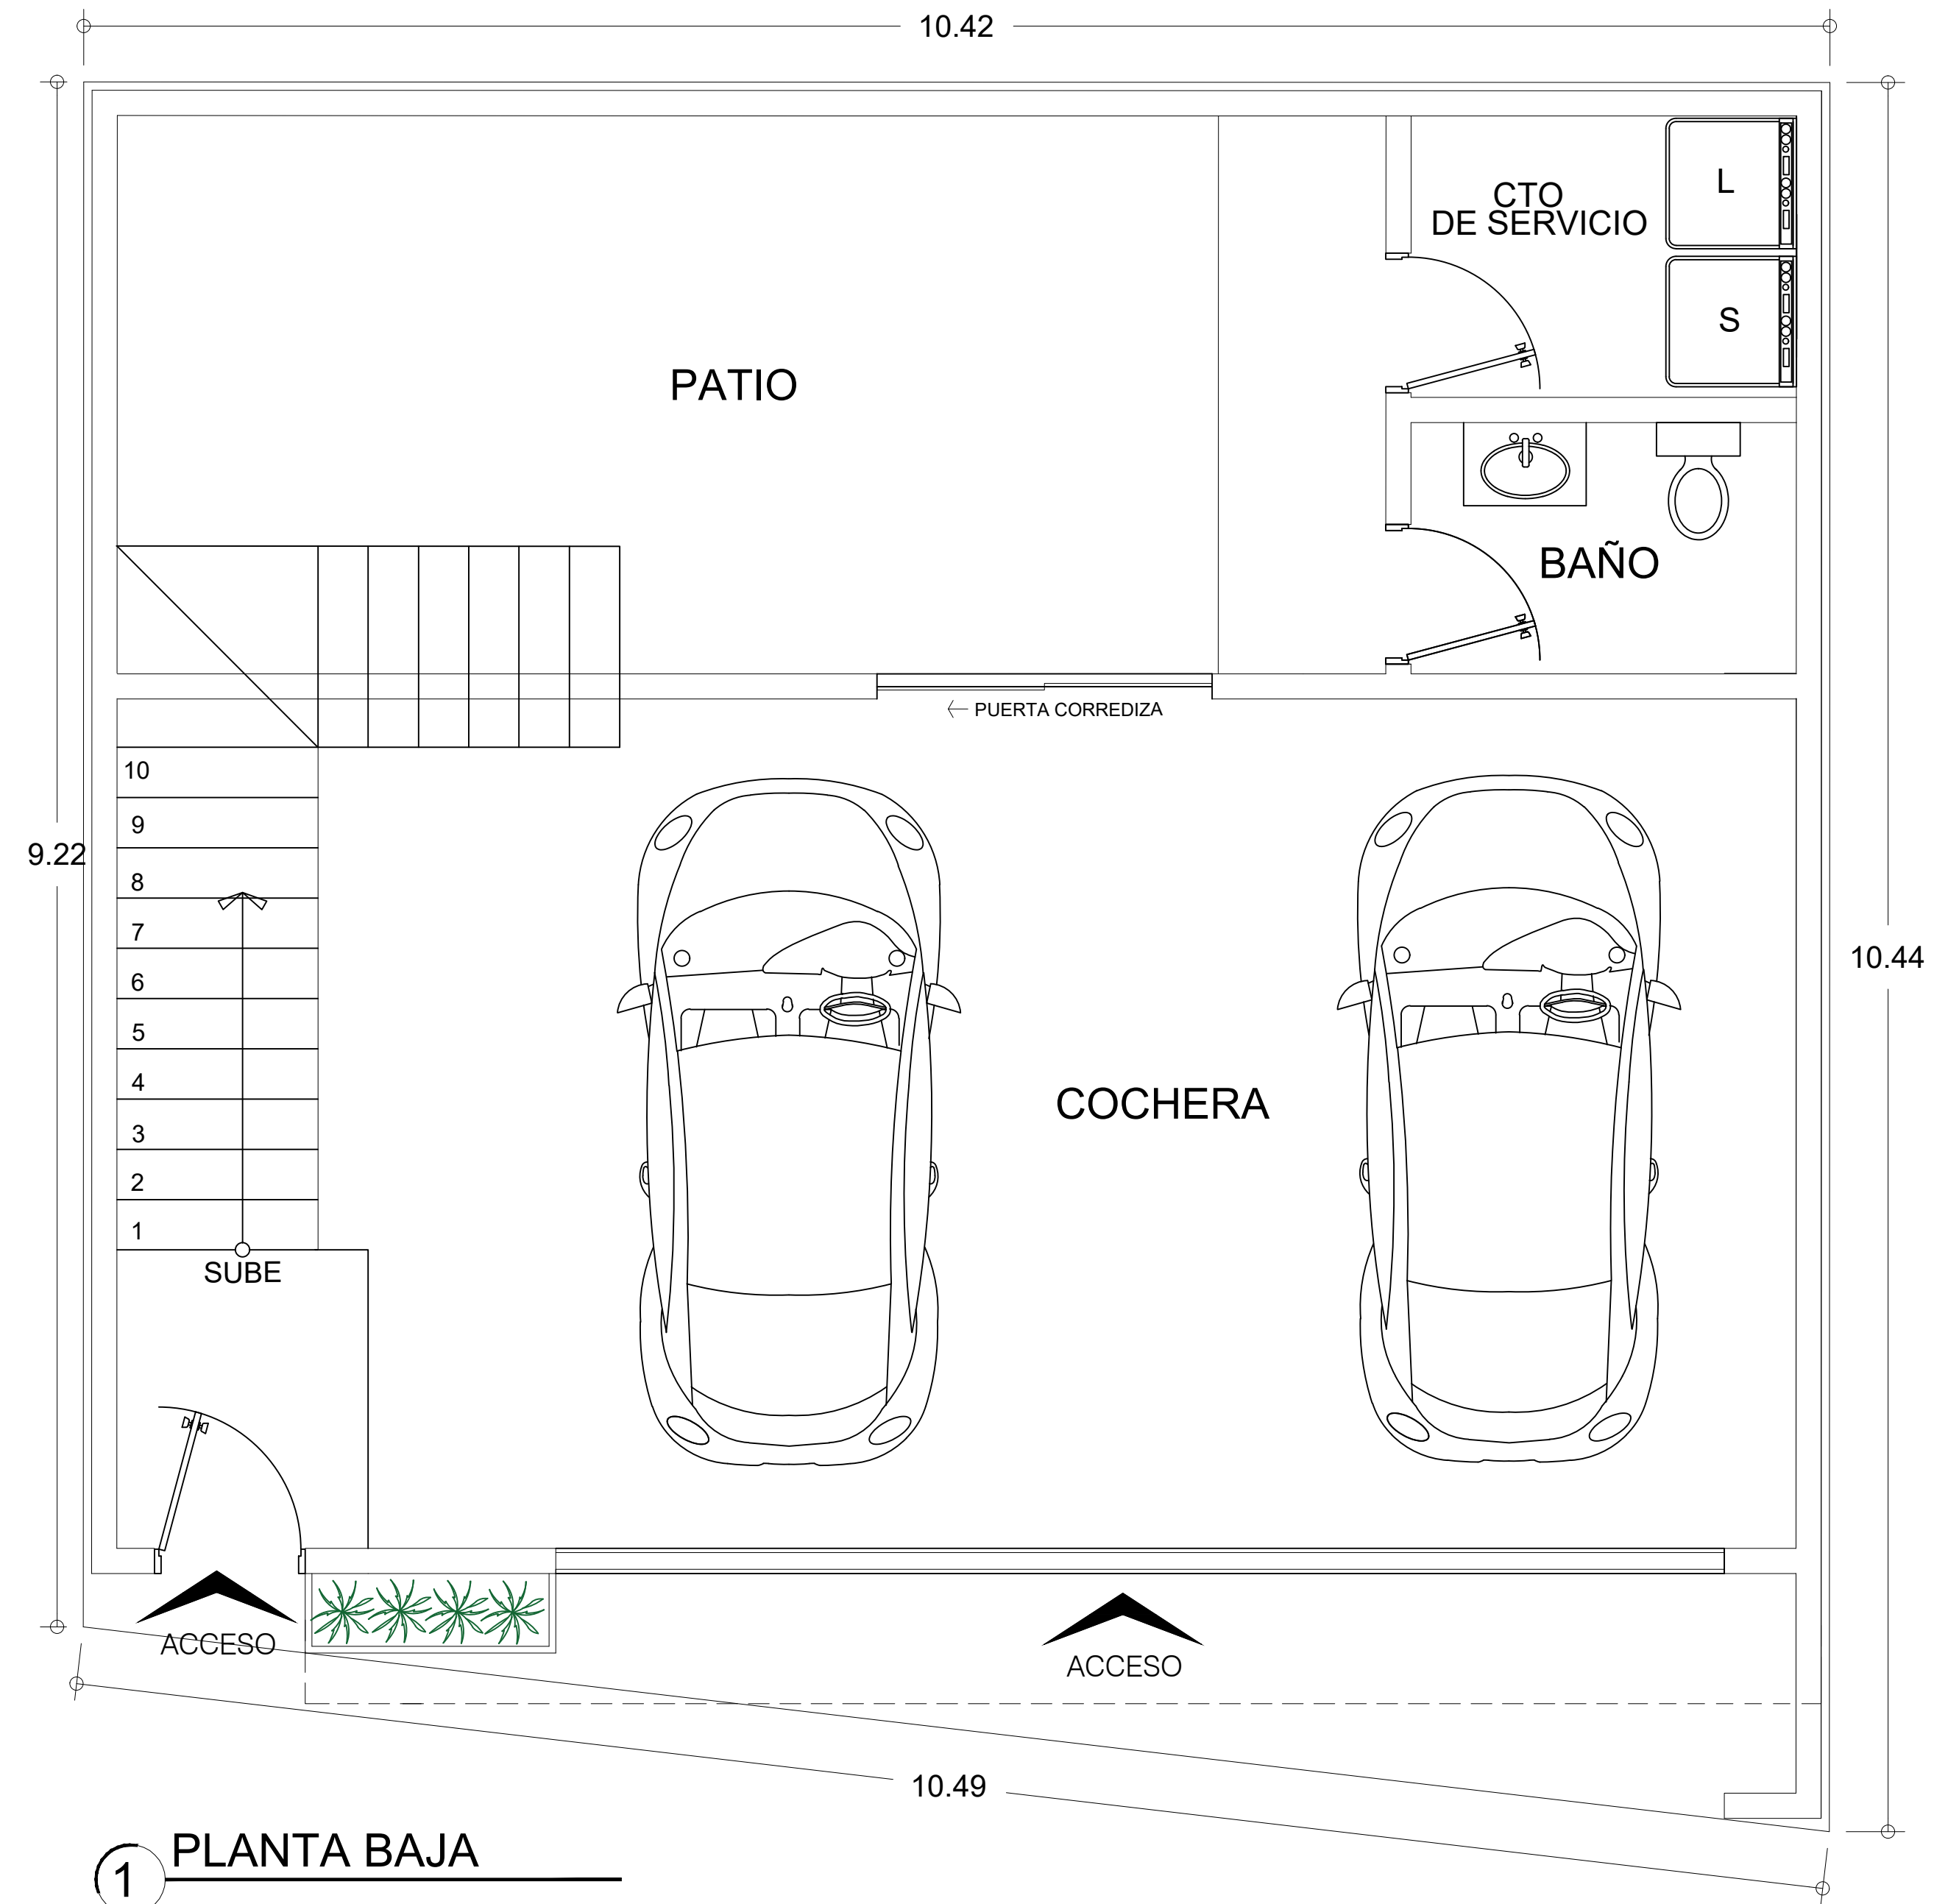 10.42
L
CTO
DE SERVICIO
S
PATIO
BAÑO
PUERTA CORREDIZA
10
9
9.22
8
7
10.44
6
5
4
COCHERA
3
2
1
SUBE
ACCESO
ACCESO
10.49
PLANTA BAJA
1